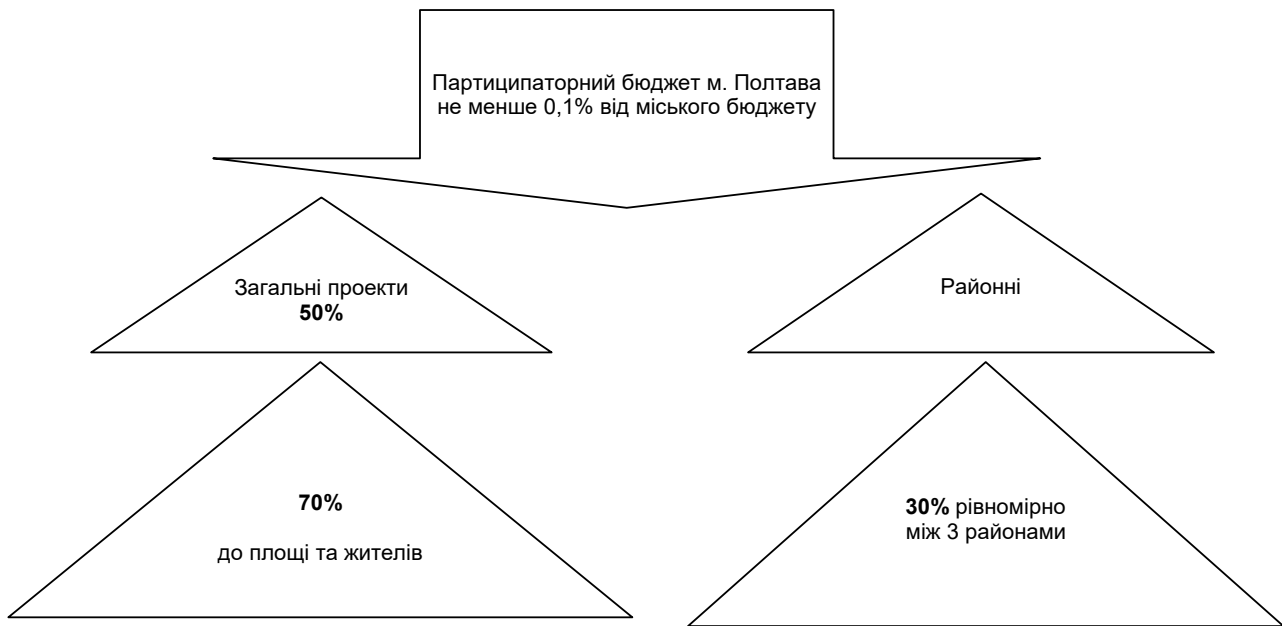 Партиципаторний бюджет м. Полтава
не менше 0,1% від міського бюджету
Загальні проекти
50%
Районні
70%
до площі та жителів
30% рівномірно
між 3 районами